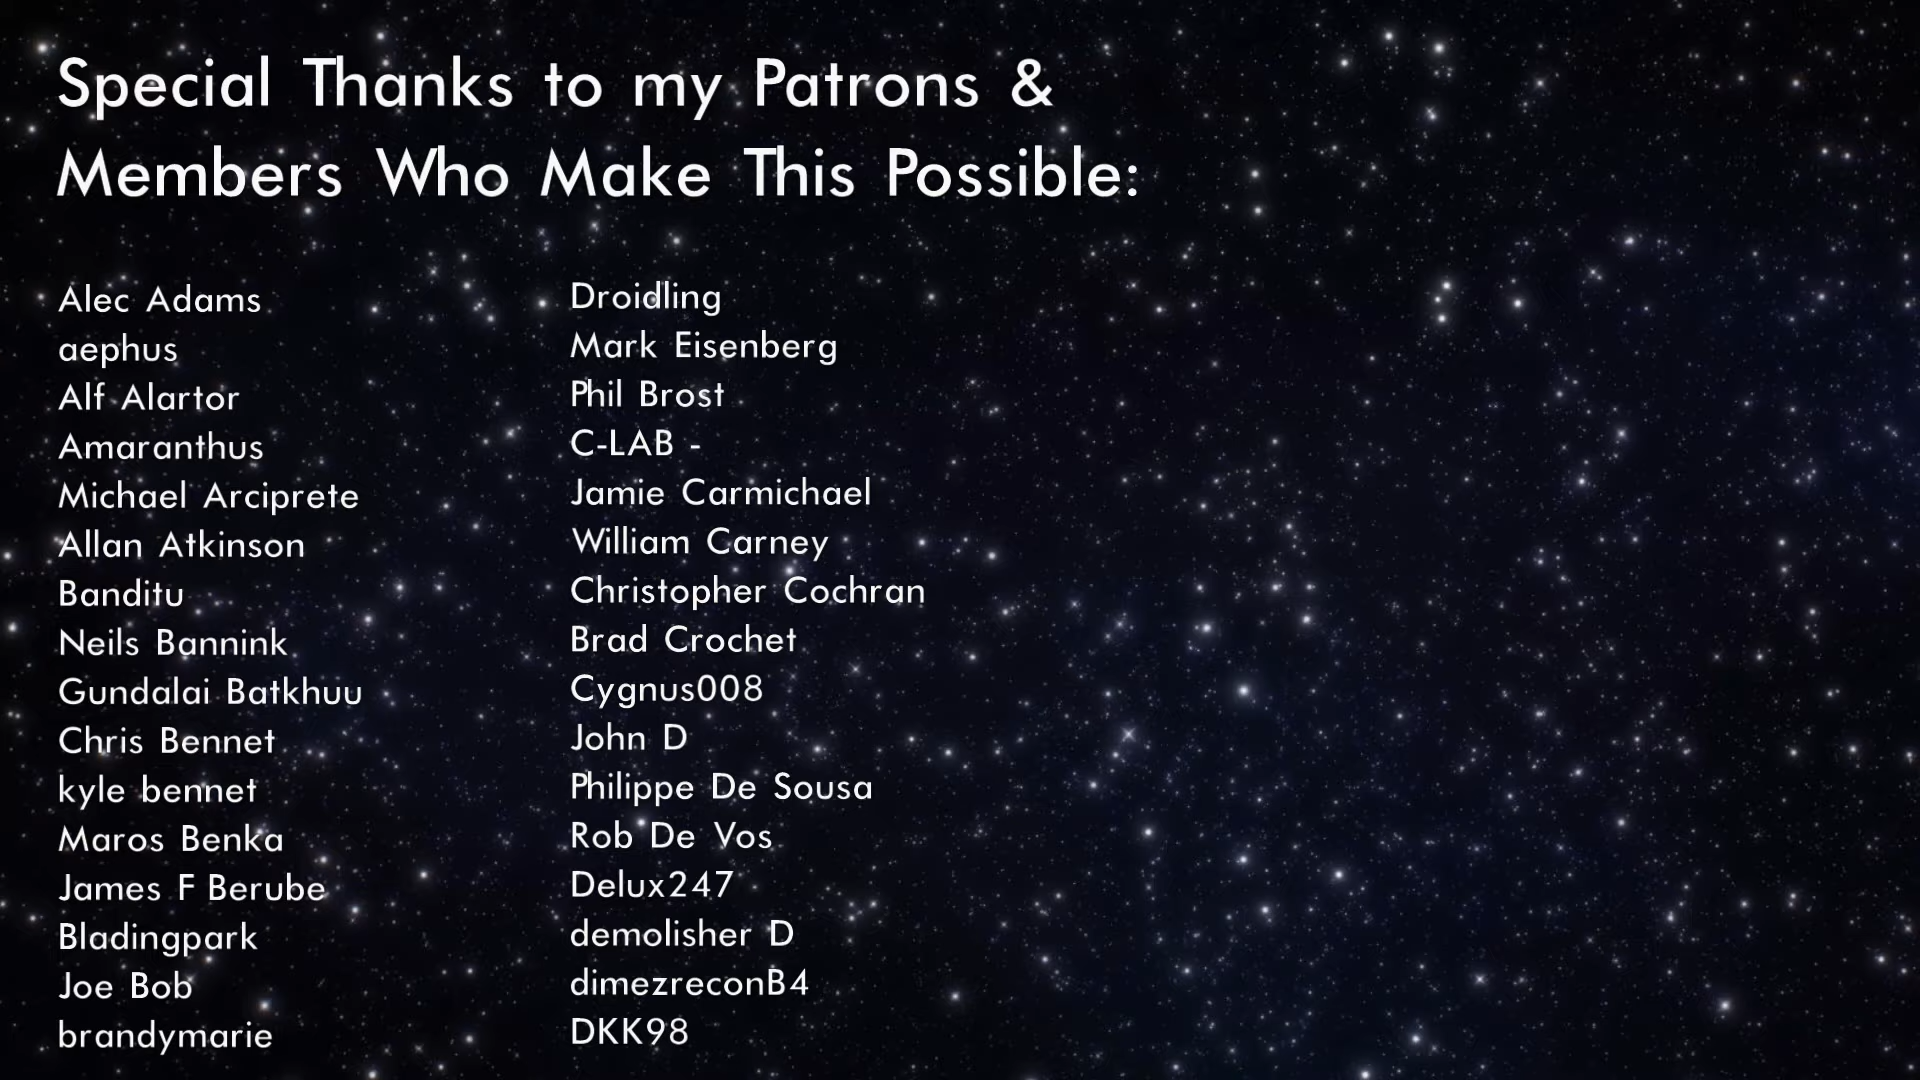 Special Thanks to my Patrons &
Members Who Make This Possible:
Alec Adams
aephus
Alf Alartor
Amaranthus
Michael Arciprete
Allan Atkinson
Banditu
Neils Bannink
Gundalai Batkhuu
Chris Bennet
kyle bennet
Maros Benka
James F Berube
Bladingpark
Joe Bob
brandymarie
Droidling
Mark Eisenberg
Phil Brost
C-LAB -
Jamie Carmichael
William Carney
Christopher Cochran
Brad Crochet
Cygnus008
John D
Philippe De Sousa
Rob De Vos
Delux247
demolisher D
dimezreconB4
DKK98